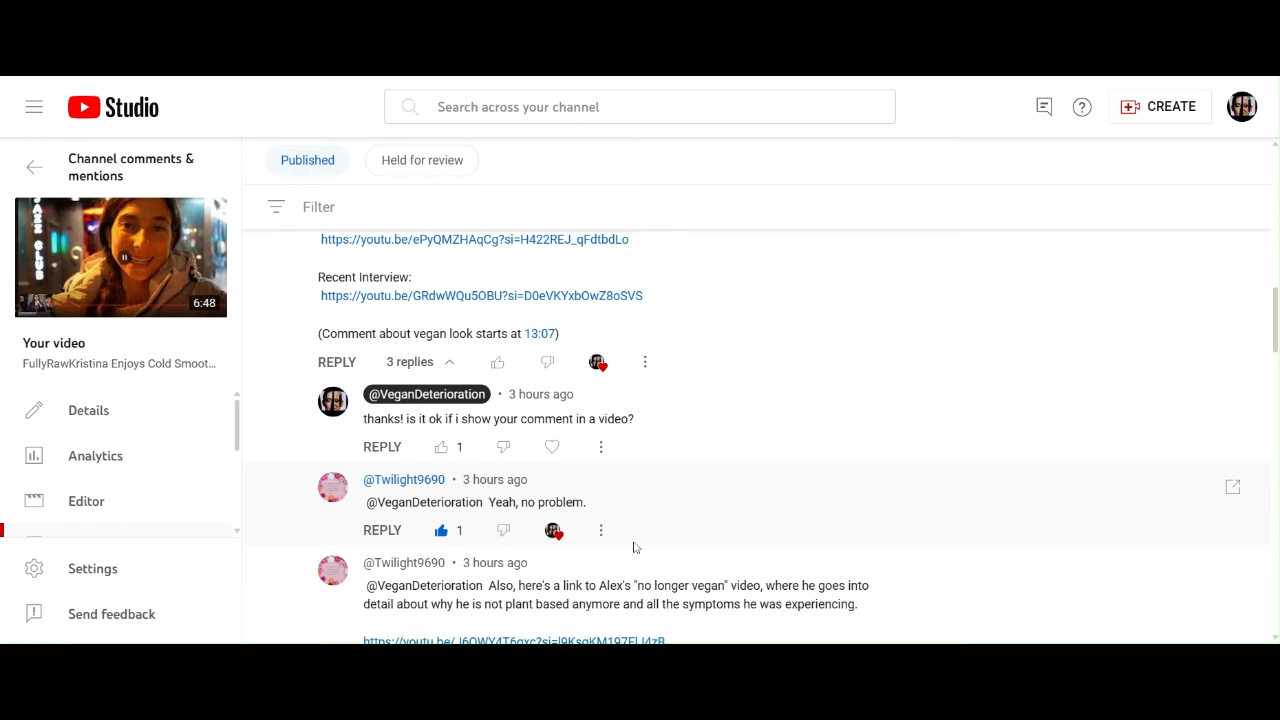 Studio
Search across your channel
CREATE
Channel comments &
mentions
Published
Held for review
Filter
6:48
Your video
FullyRawKristina Enjoys Cold Smoot...
Details
Analytics
Editor
Settings
Send feedback
https://youtu.be/ePyQMZHAqCg?si=H422REJ_qFdtbdLo
Recent Interview:
https://youtu.be/GRdwWQu5OBU?si=D0eVKYxbOwZ8oSVS
(Comment about vegan look starts at 13:07)
REPLY 3 replies
@VeganDeterioration • 3 hours ago
thanks! is it ok if i show your comment in a video?
REPLY 1
@Twilight9690 • 3 hours ago
@VeganDeterioration Yeah, no problem.
REPLY 1
@Twilight9690 • 3 hours ago
@VeganDeterioration Also, here's a link to Alex's "no longer vegan" video, where he goes into
detail about why he is not plant based anymore and all the symptoms he was experiencing.